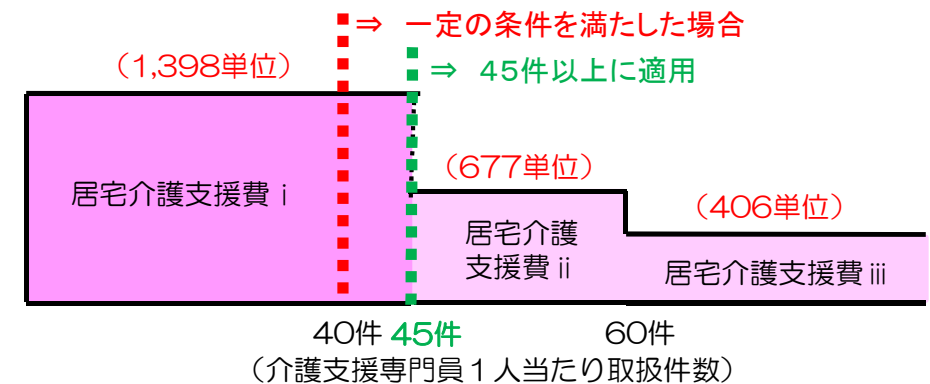 ⇒ 一定の条件を満たした場合
(1,398単位)
⇒ 45件以上に適用
居宅介護支援費ⅰ
(677単位)
(406単位)
居宅介護
支援費ⅱ
居宅介護支援費ⅲ
40件 45件 60件
(介護支援専門員1人当たり取扱件数)